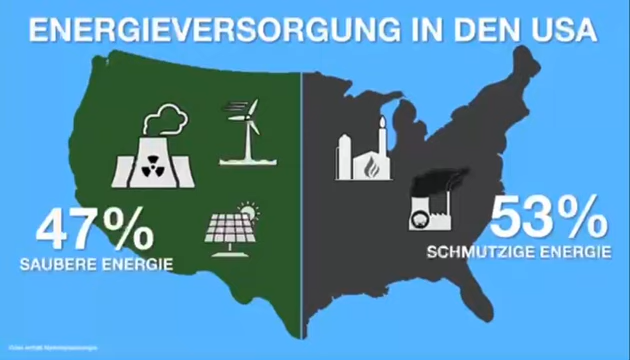 ENERGIEVERSORGUNG IN DEN USA
47%
SAUBERE ENERGIE
53%
SCHMUTZIGE ENERGIE